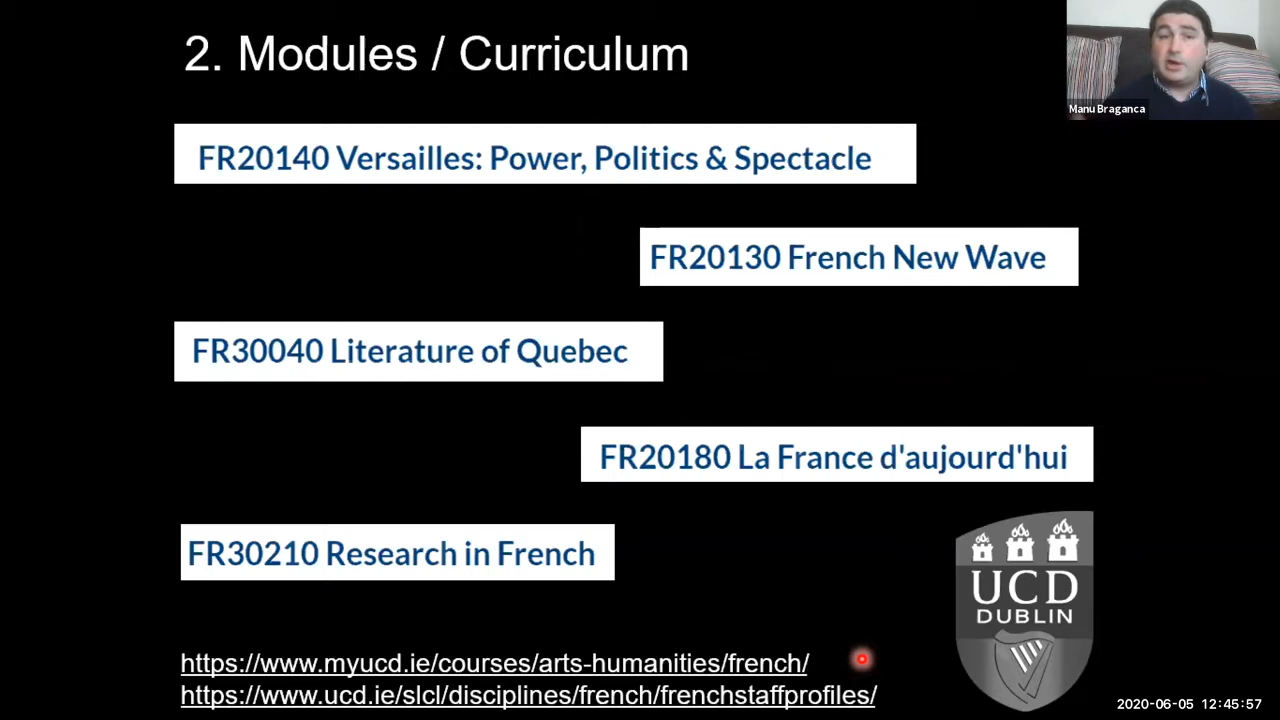 2. Modules / Curriculum
Manu Braganca
FR20140 Versailles: Power, Politics & Spectacle
FR20130 French New Wave
FR30040 Literature of Quebec
FR20180 La France d'aujourd'hui
FR30210 Research in French
UCD
DUBLIN
https://www.myucd.ie/courses/arts-humanities/french/
https://www.ucd.ie/slcl/disciplines/french/frenchstaffprofiles/
2020-06-05 12:45:57